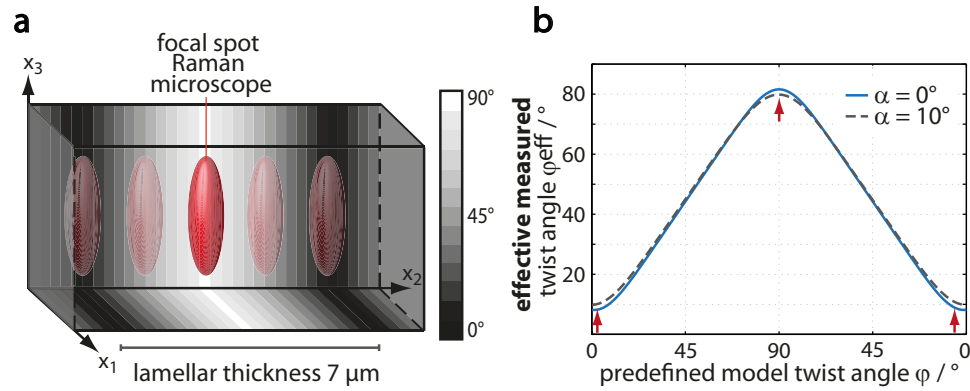 a
focal spot
Raman
microscope
x3
90°
45°
0°
x2
x1
lamellar thickness 7 µm
b
effective measured
twist angle φeff / °
80
60
40
20
α = 0°
α = 10°
0 45 90 45 0
predefined model twist angle φ / °